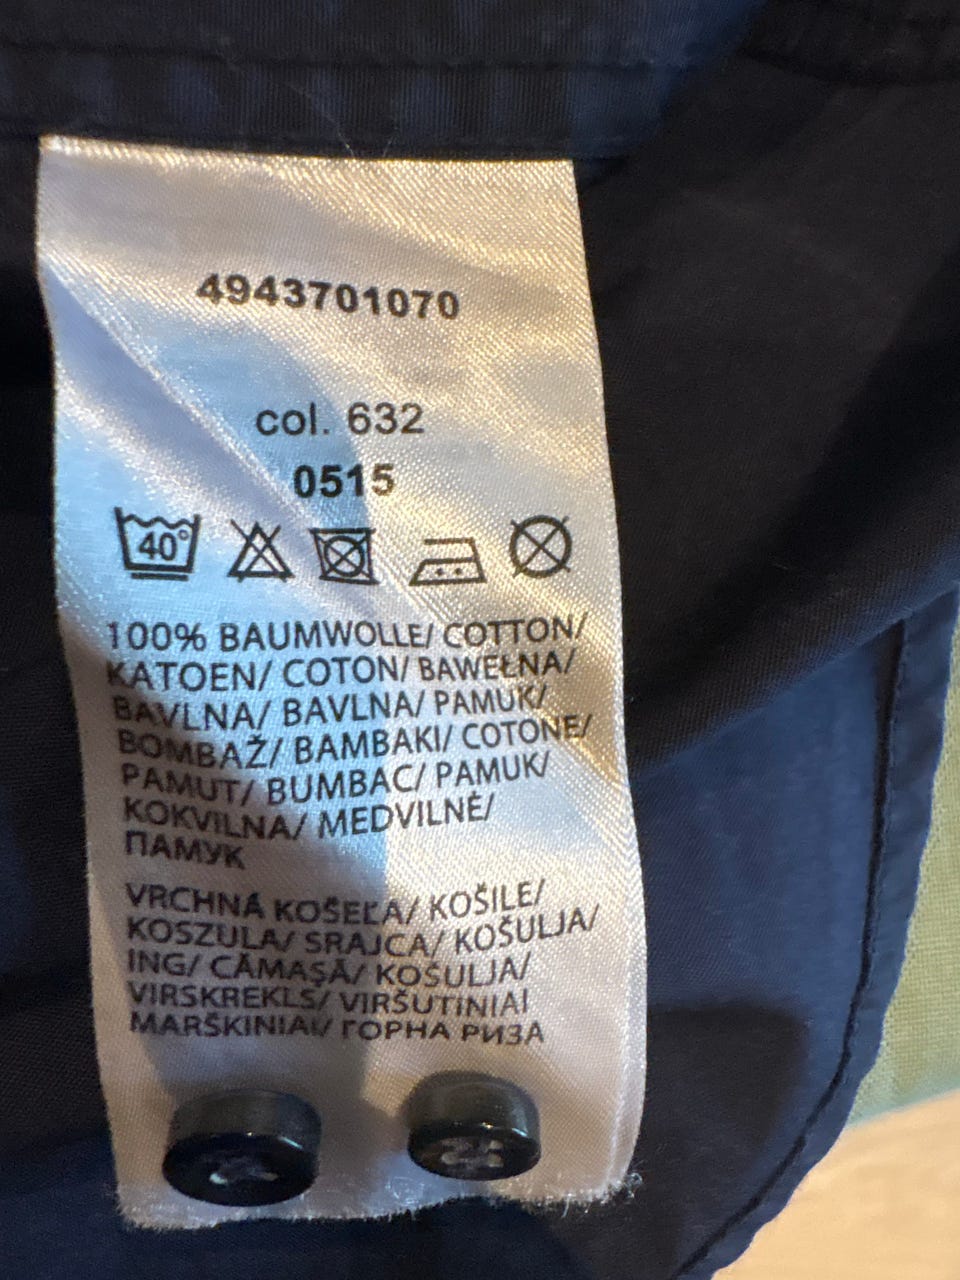 4943701070
col. 632
0515
40°
100% BAUMWOLLE/ COTTON/
KATOEN/ COTON/ BAWEŁNA/
BAVLNA/ BAVLNA/ PAMUK/
BOMBAŽ/ BAMBAKI/ COTONE/
PAMUT/ BUMBAC/ PAMUK/
KOKVILNA/ MEDVILNĖ/
ПАМУК
VRCHNÁ KOŠEĽA/ KOŠILE/
KOSZULA/ SRAJCA/ KOŠULJA/
ING/ CĂMAŞĂ/ KOŠULJA/
VIRSKREKLS/ VIRŠUTINIAI
MARŠKINIAI/ ГОРНА РИЗА